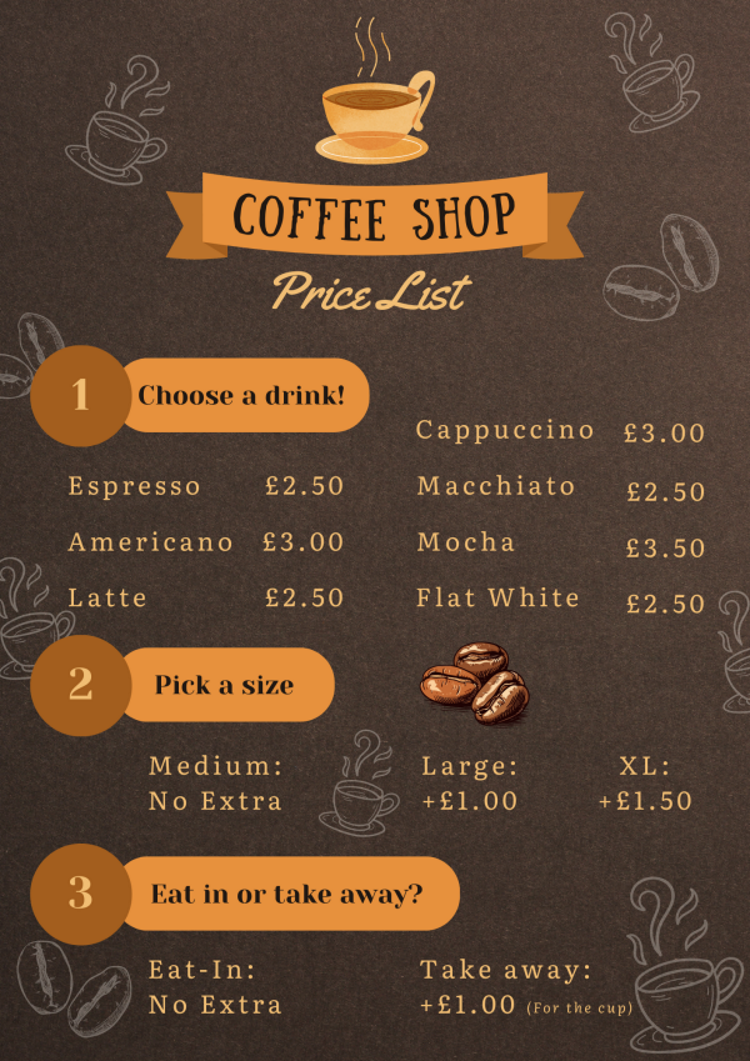 COFFEE SHOP
Price List
1 Choose a drink!
Espresso £2.50
Americano £3.00
Latte £2.50
Cappuccino £3.00
Macchiato £2.50
Mocha £3.50
Flat White £2.50
2 Pick a size
Medium:
No Extra
Large:
+£1.00
XL:
+£1.50
3 Eat in or take away?
Eat-In:
No Extra
Take away:
+£1.00 (For the cup)